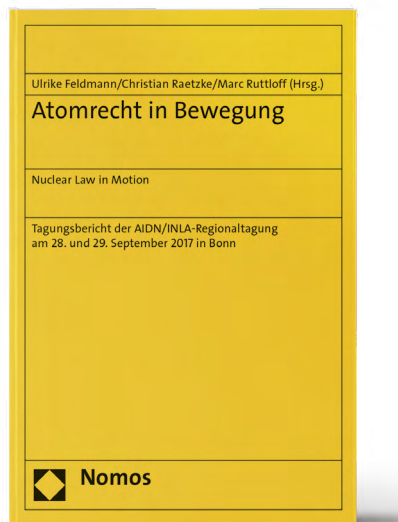 Ulrike Feldmann/Christian Raetzke/Marc Ruttloff (Hrsg.)
Atomrecht in Bewegung
Nuclear Law in Motion
Tagungsbericht der AIDN/INLA-Regionaltagung
am 28. und 29. September 2017 in Bonn
Nomos